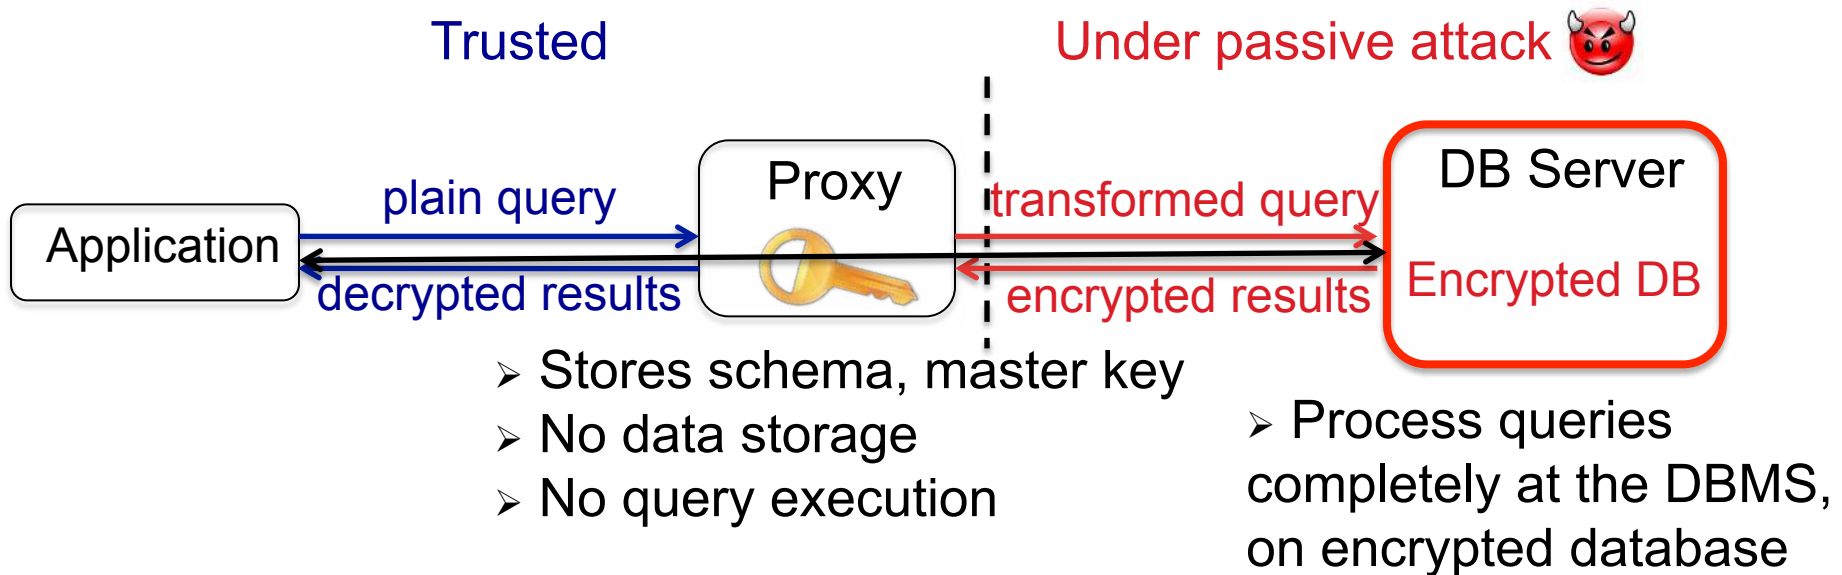 Trusted
Under passive attack
Application
plain query
decrypted results
Proxy
transformed query
encrypted results
DB Server
Encrypted DB
➢ Stores schema, master key
➢ No data storage
➢ No query execution
➢ Process queries
completely at the DBMS,
on encrypted database